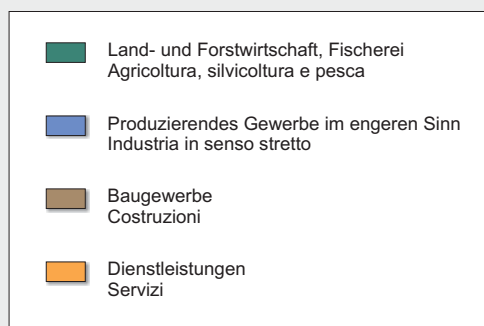 Land- und Forstwirtschaft, Fischerei
Agricoltura, silvicoltura e pesca
Produzierendes Gewerbe im engeren Sinn
Industria in senso stretto
Baugewerbe
Costruzioni
Dienstleistungen
Servizi